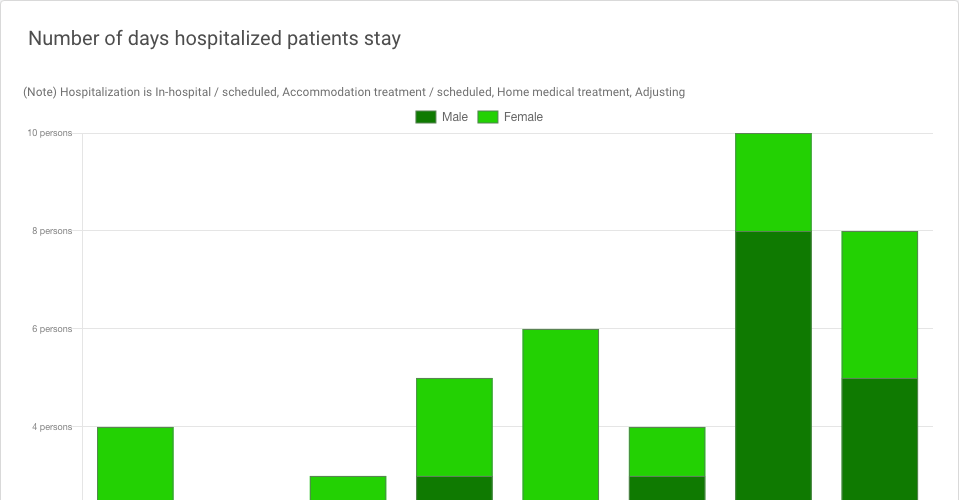 Number of days hospitalized patients stay
(Note) Hospitalization is In-hospital / scheduled, Accommodation treatment / scheduled, Home medical treatment, Adjusting
Male Female
10 persons
8 persons
6 persons
4 persons